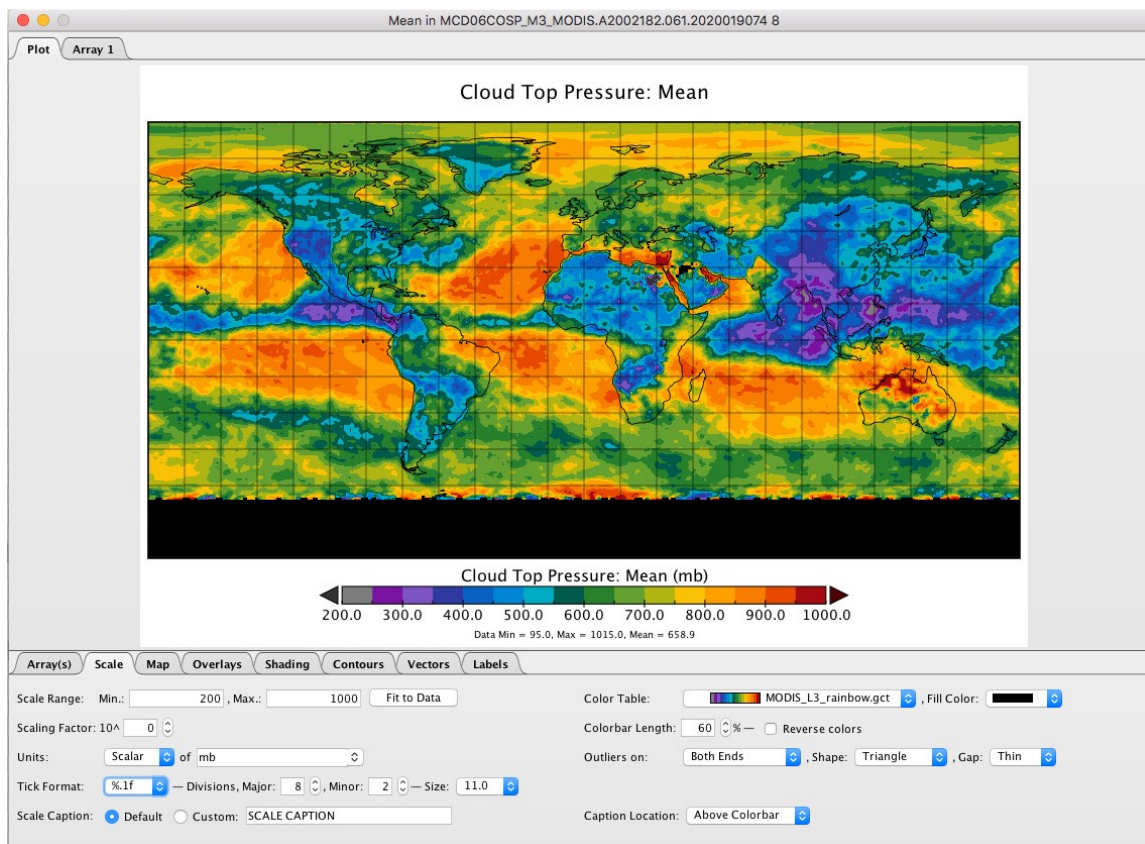 Mean in MCD06COSP_M3_MODIS.A2002182.061.2020019074 8
Plot Array 1
Cloud Top Pressure: Mean
Cloud Top Pressure: Mean (mb)
200.0 300.0 400.0 500.0 600.0 700.0 800.0 900.0 1000.0
Data Min = 95.0, Max = 1015.0, Mean = 658.9
Array(s) Scale Map Overlays Shading Contours Vectors Labels
Scale Range: Min.: 200 , Max.: 1000 Fit to Data Color Table: MODIS_L3_rainbow.gct , Fill Color:
Scaling Factor: 10^ 0 Colorbar Length: 60 % — Reverse colors
Units: Scalar of mb Outliers on: Both Ends , Shape: Triangle , Gap: Thin
Tick Format: %.1f — Divisions, Major: 8 , Minor: 2 — Size: 11.0
Scale Caption: Default Custom: SCALE CAPTION Caption Location: Above Colorbar